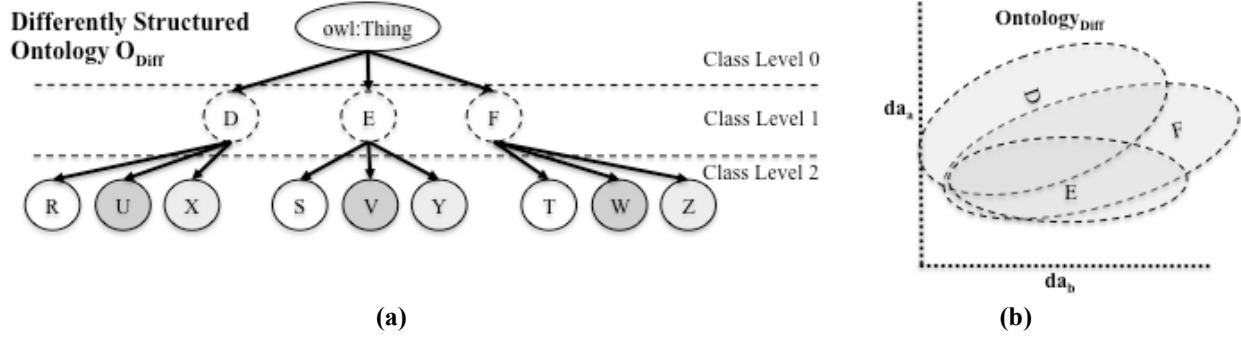 Differently Structured
Ontology O_Diff
owl:Thing
Class Level 0
D
E
F
Class Level 1
Class Level 2
R
U
X
S
V
Y
T
W
Z
(a)
Ontology_Diff
da_a
D
F
E
da_b
(b)